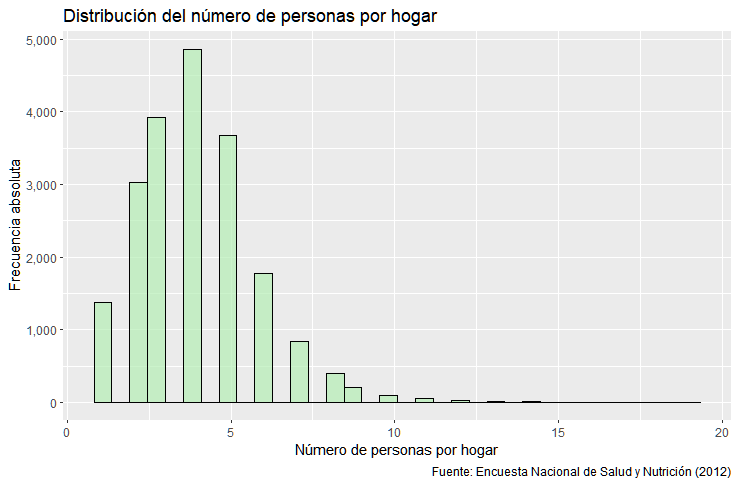 Distribución del número de personas por hogar
5,000
4,000
3,000
2,000
1,000
0
Frecuencia absoluta
0 5 10 15 20
Número de personas por hogar
Fuente: Encuesta Nacional de Salud y Nutrición (2012)